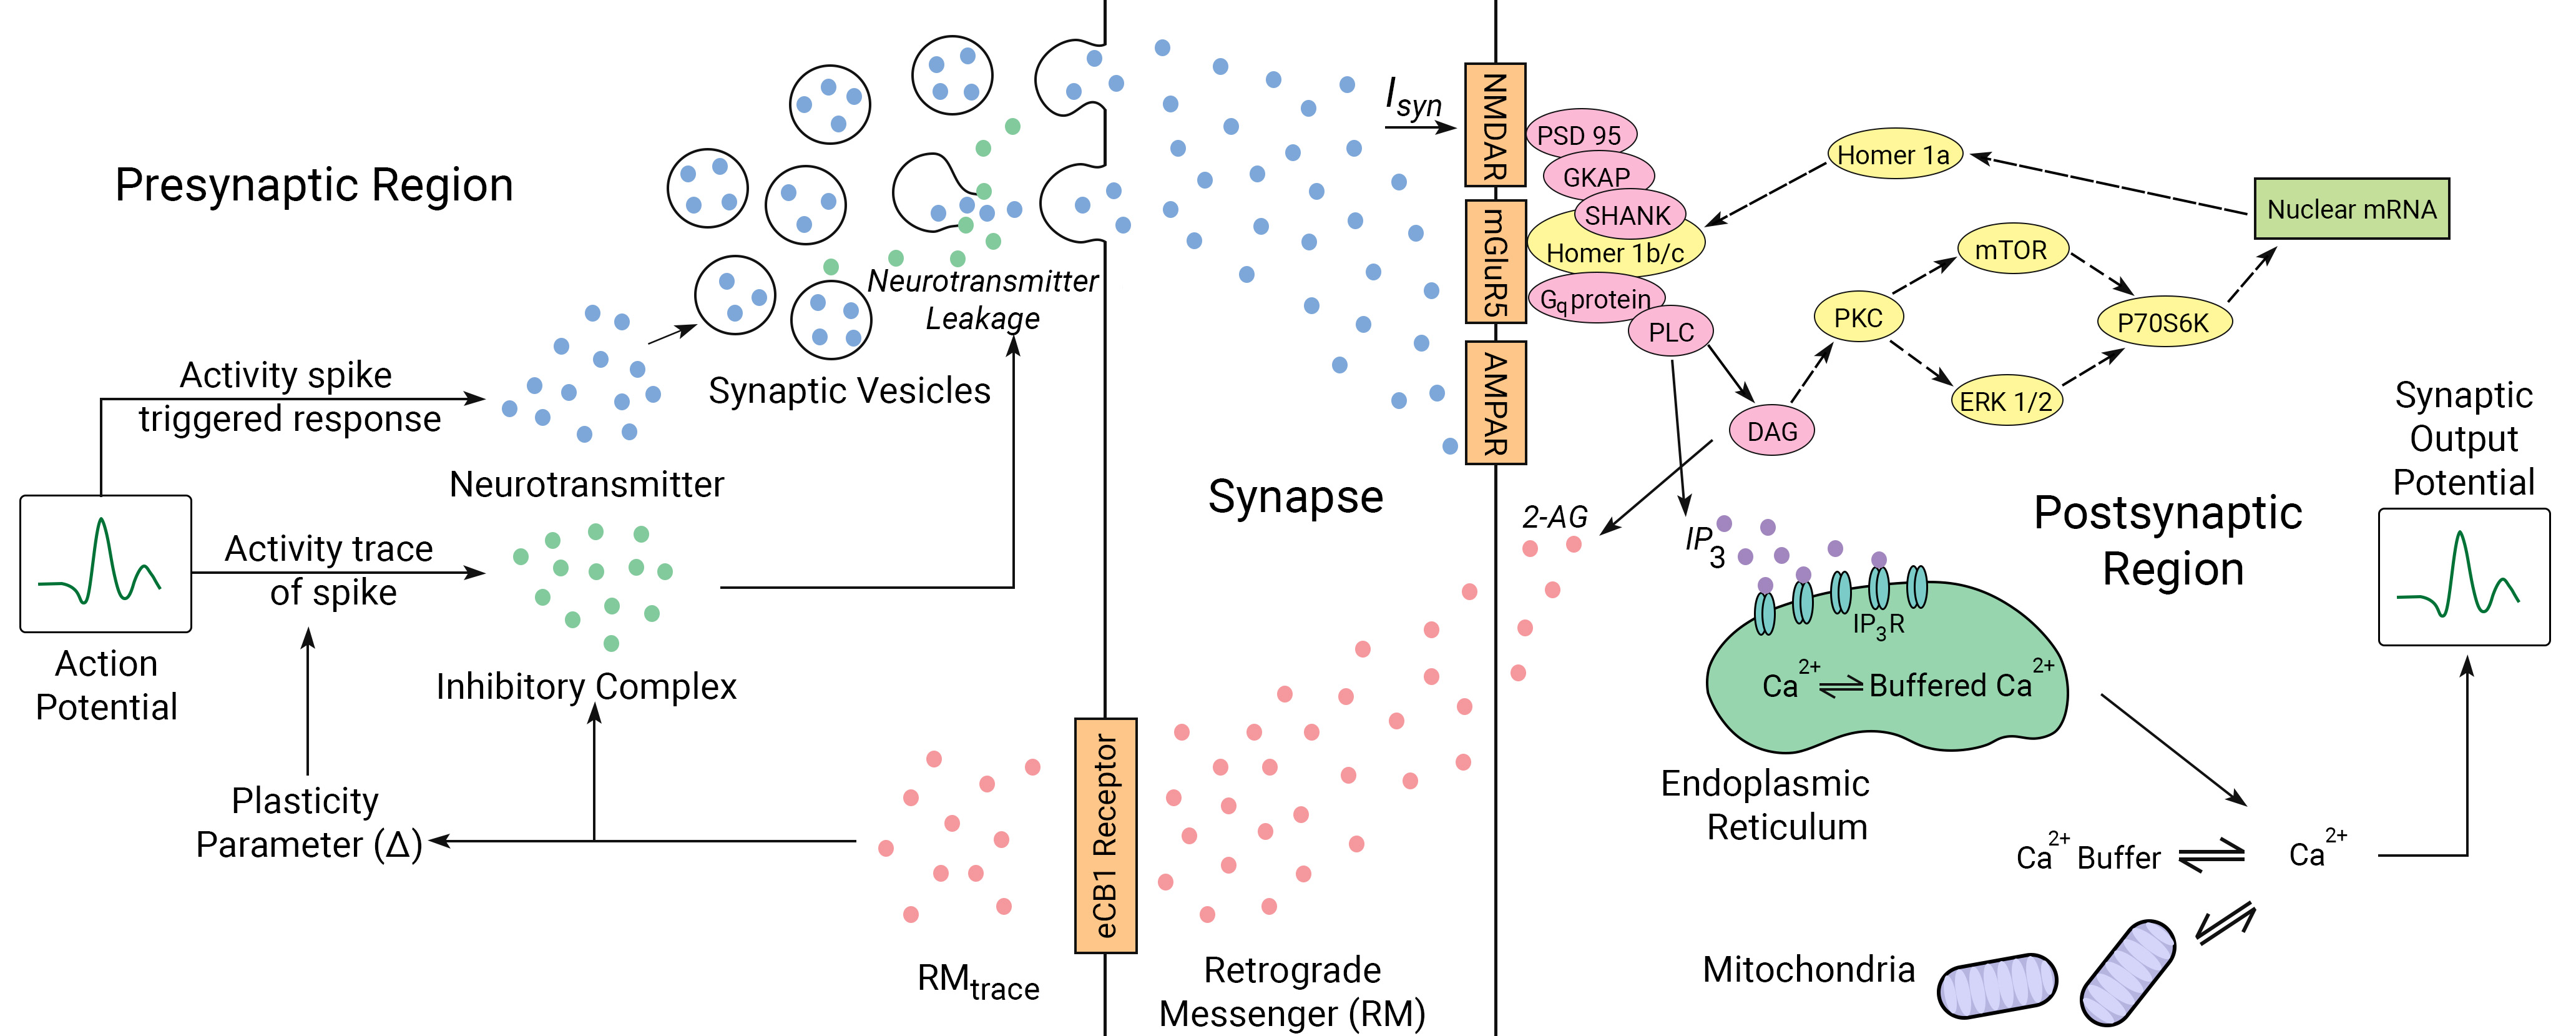 Presynaptic Region
Activity spike
triggered response
Neurotransmitter
Leakage
Synaptic Vesicles
Neurotransmitter
Activity trace
of spike
Action
Potential
Inhibitory Complex
Plasticity
Parameter (Δ)
RMtrace
eCB1 Receptor
Synapse
Retrograde
Messenger (RM)
Isyn
NMDAR
mGluR5
AMPAR
PSD 95
GKAP
SHANK
Homer 1b/c
Gq protein
PLC
DAG
Homer 1a
Nuclear mRNA
mTOR
PKC
P70S6K
ERK 1/2
2-AG
IP3
IP3R
Ca2+ ⇌ Buffered Ca2+
Endoplasmic
Reticulum
Postsynaptic
Region
Synaptic
Output
Potential
Ca2+ Buffer ⇌ Ca2+
Mitochondria